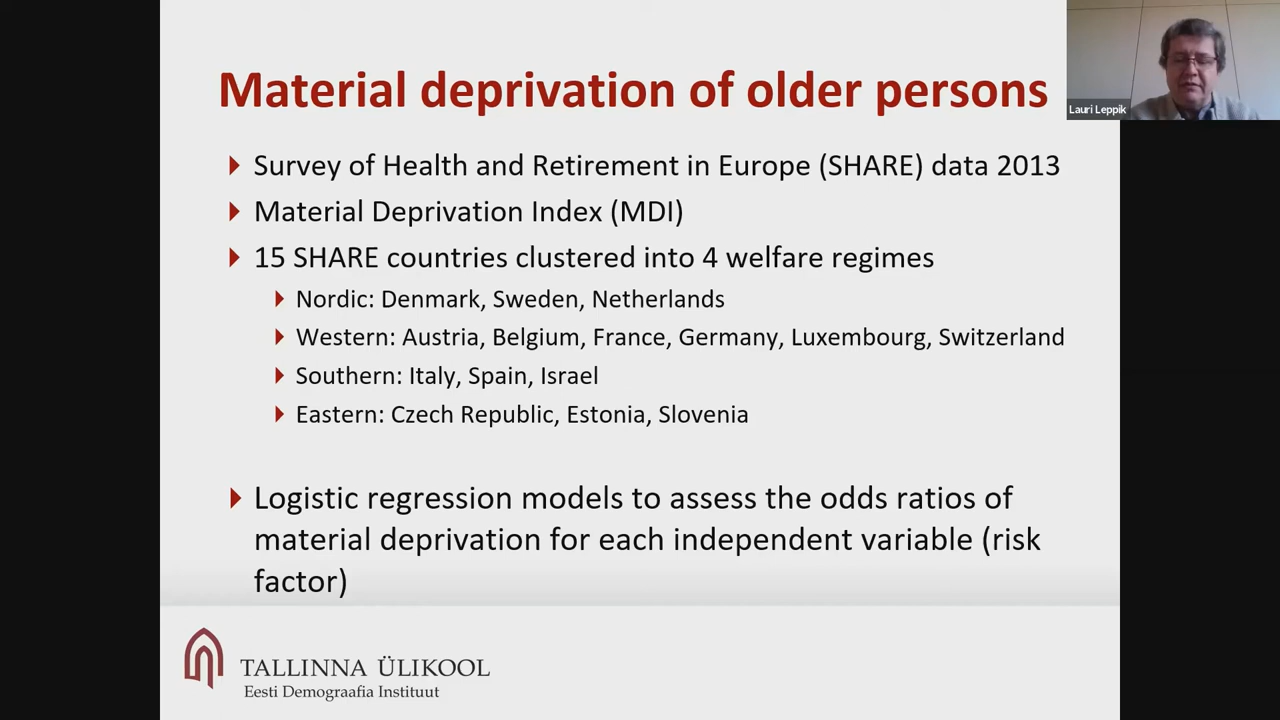 Material deprivation of older persons
Lauri Leppik
Survey of Health and Retirement in Europe (SHARE) data 2013
Material Deprivation Index (MDI)
15 SHARE countries clustered into 4 welfare regimes
Nordic: Denmark, Sweden, Netherlands
Western: Austria, Belgium, France, Germany, Luxembourg, Switzerland
Southern: Italy, Spain, Israel
Eastern: Czech Republic, Estonia, Slovenia
Logistic regression models to assess the odds ratios of
material deprivation for each independent variable (risk
factor)
TALLINNA ÜLIKOOL
Eesti Demograafia Instituut